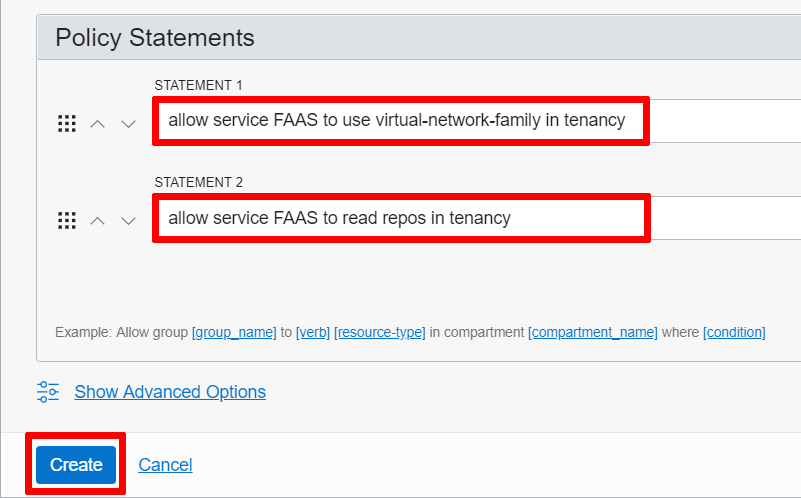 Policy Statements
STATEMENT 1
allow service FAAS to use virtual-network-family in tenancy
STATEMENT 2
allow service FAAS to read repos in tenancy
Example: Allow group [group_name] to [verb] [resource-type] in compartment [compartment_name] where [condition]
Show Advanced Options
Create Cancel